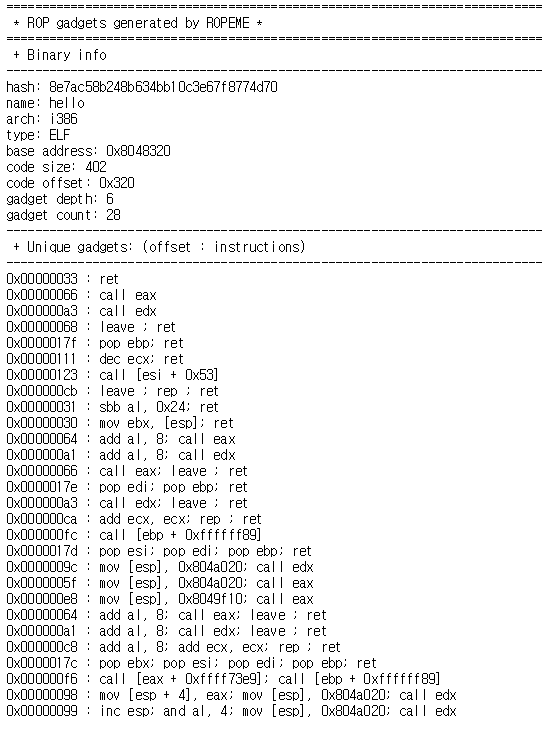 ===================================================================
* ROP gadgets generated by ROPEME *
===================================================================
+ Binary info
-------------------------------------------------------------------
hash: 8e7ac58b248b634bb10c3e67f8774d70
name: hello
arch: i386
type: ELF
base address: 0x8048320
code size: 402
code offset: 0x320
gadget depth: 6
gadget count: 28
-------------------------------------------------------------------
+ Unique gadgets: (offset : instructions)
-------------------------------------------------------------------
0x00000033 : ret
0x00000066 : call eax
0x000000a3 : call edx
0x00000068 : leave ; ret
0x0000017f : pop ebp; ret
0x00000111 : dec ecx; ret
0x00000123 : call [esi + 0x53]
0x000000cb : leave ; rep ; ret
0x00000031 : sbb al, 0x24; ret
0x00000030 : mov ebx, [esp]; ret
0x00000064 : add al, 8; call eax
0x000000a1 : add al, 8; call edx
0x00000066 : call eax; leave ; ret
0x0000017e : pop edi; pop ebp; ret
0x000000a3 : call edx; leave ; ret
0x000000ca : add ecx, ecx; rep ; ret
0x000000fc : call [ebp + 0xffffff89]
0x0000017d : pop esi; pop edi; pop ebp; ret
0x0000009c : mov [esp], 0x804a020; call edx
0x0000005f : mov [esp], 0x804a020; call eax
0x000000e8 : mov [esp], 0x8049f10; call eax
0x00000064 : add al, 8; call eax; leave ; ret
0x000000a1 : add al, 8; call edx; leave ; ret
0x000000c8 : add al, 8; add ecx, ecx; rep ; ret
0x0000017c : pop ebx; pop esi; pop edi; pop ebp; ret
0x000000f6 : call [eax + 0xffff73e9]; call [ebp + 0xffffff89]
0x00000098 : mov [esp + 4], eax; mov [esp], 0x804a020; call edx
0x00000099 : inc esp; and al, 4; mov [esp], 0x804a020; call edx